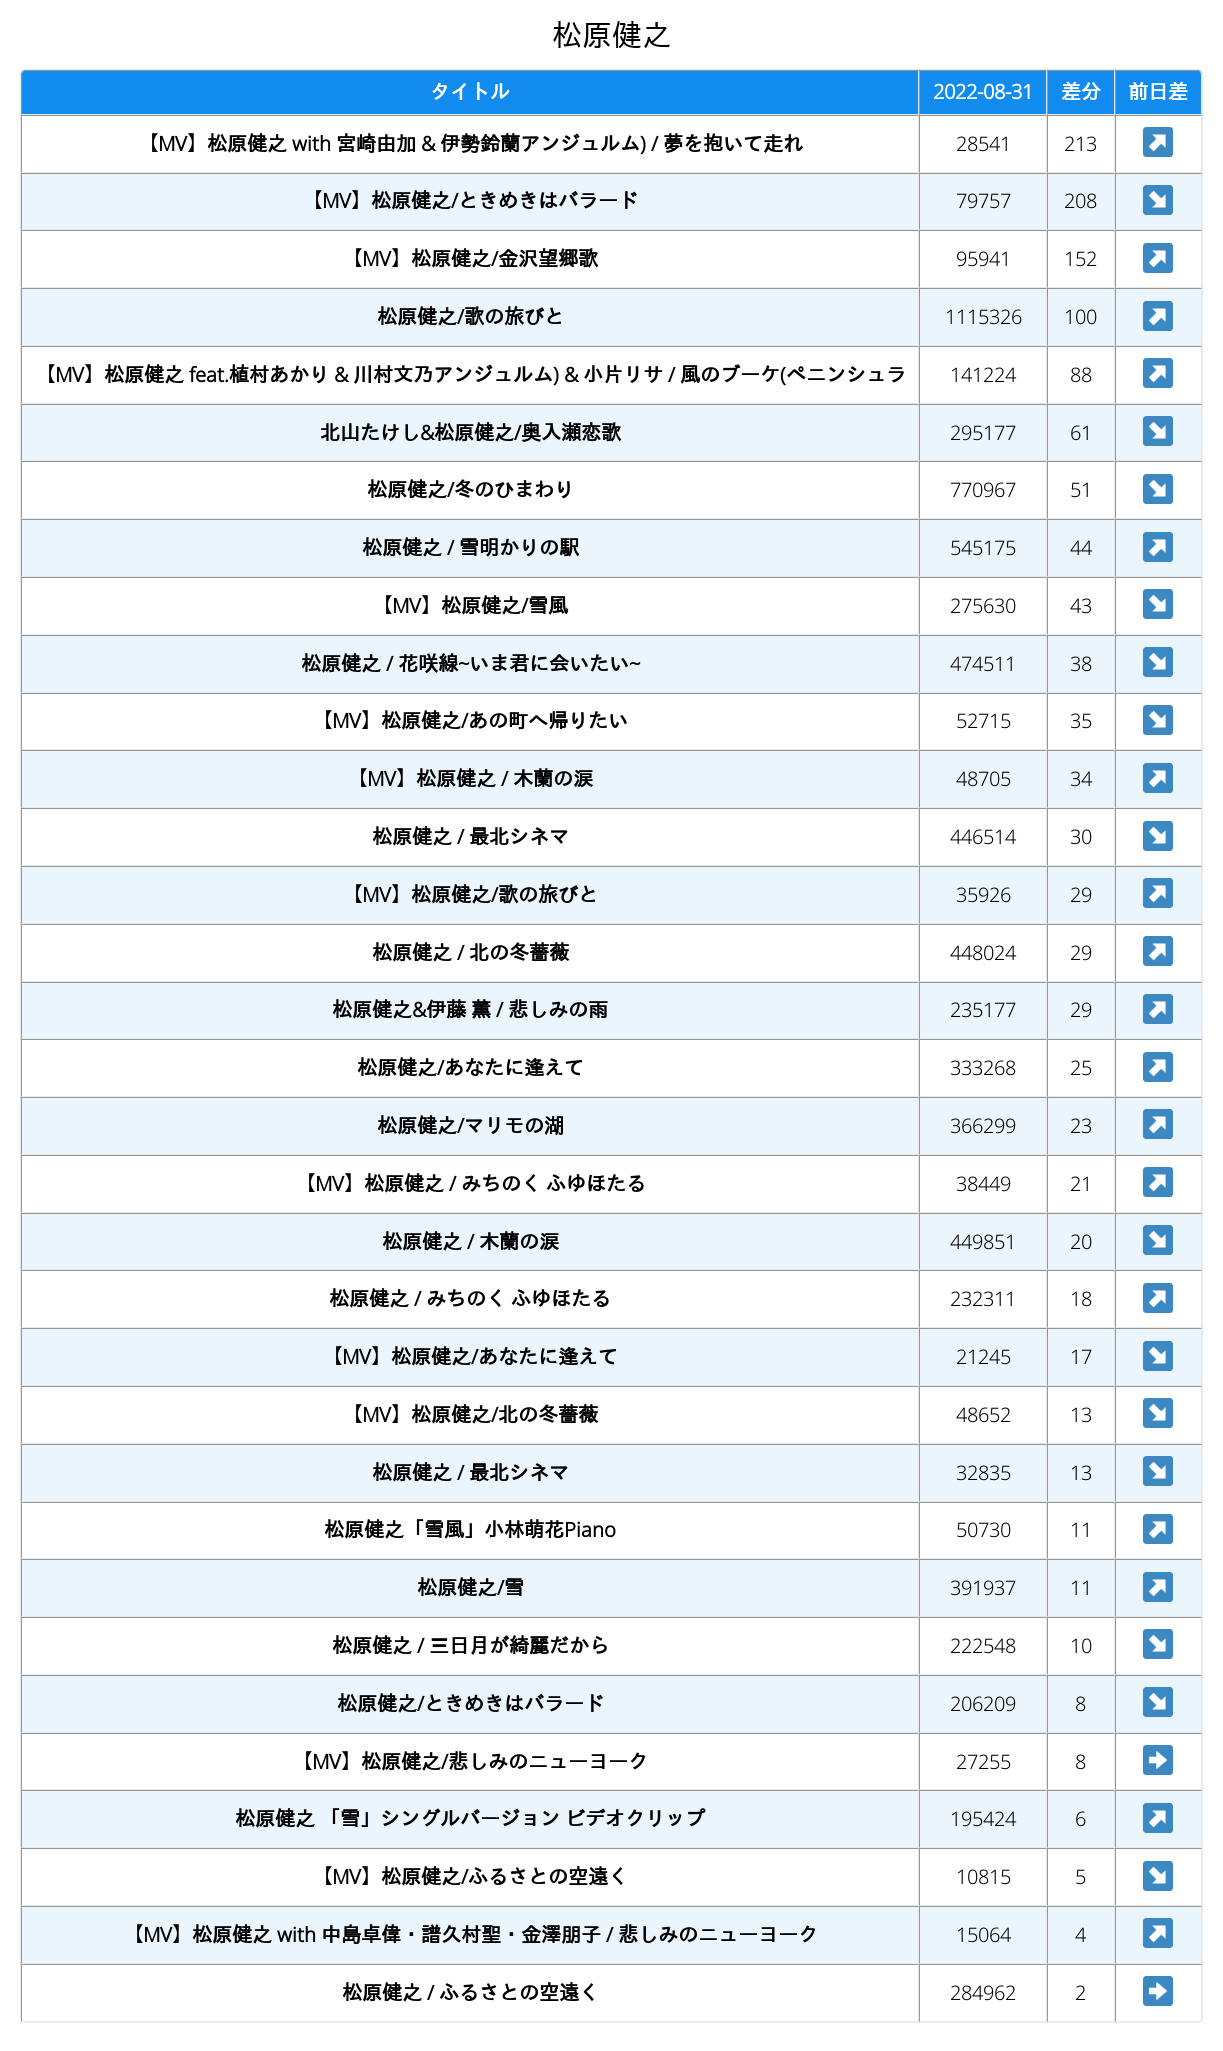 松原健之
タイトル 2022-08-31 差分 前日差
【MV】松原健之 with 宮崎由加 & 伊勢鈴蘭アンジュルム) / 夢を抱いて走れ 28541 213 ↗
【MV】松原健之/ときめきはバラード 79757 208 ↘
【MV】松原健之/金沢望郷歌 95941 152 ↗
松原健之/歌の旅びと 1115326 100 ↗
【MV】松原健之 feat.植村あかり & 川村文乃アンジュルム) & 小片リサ / 風のブーケ(ペニンシュラ 141224 88 ↗
北山たけし&松原健之/奥入瀬恋歌 295177 61 ↘
松原健之/冬のひまわり 770967 51 ↘
松原健之 / 雪明かりの駅 545175 44 ↗
【MV】松原健之/雪風 275630 43 ↘
松原健之 / 花咲線~いま君に会いたい~ 474511 38 ↘
【MV】松原健之/あの町へ帰りたい 52715 35 ↘
【MV】松原健之 / 木蘭の涙 48705 34 ↗
松原健之 / 最北シネマ 446514 30 ↘
【MV】松原健之/歌の旅びと 35926 29 ↗
松原健之 / 北の冬薔薇 448024 29 ↗
松原健之&伊藤 薫 / 悲しみの雨 235177 29 ↗
松原健之/あなたに逢えて 333268 25 ↗
松原健之/マリモの湖 366299 23 ↗
【MV】松原健之 / みちのく ふゆほたる 38449 21 ↗
松原健之 / 木蘭の涙 449851 20 ↘
松原健之 / みちのく ふゆほたる 232311 18 ↗
【MV】松原健之/あなたに逢えて 21245 17 ↘
【MV】松原健之/北の冬薔薇 48652 13 ↘
松原健之 / 最北シネマ 32835 13 ↘
松原健之「雪風」小林萌花Piano 50730 11 ↗
松原健之/雪 391937 11 ↗
松原健之 / 三日月が綺麗だから 222548 10 ↘
松原健之/ときめきはバラード 206209 8 ↘
【MV】松原健之/悲しみのニューヨーク 27255 8 ➡
松原健之 「雪」シングルバージョン ビデオクリップ 195424 6 ↗
【MV】松原健之/ふるさとの空遠く 10815 5 ↘
【MV】松原健之 with 中島卓偉・譜久村聖・金澤朋子 / 悲しみのニューヨーク 15064 4 ↗
松原健之 / ふるさとの空遠く 284962 2 ➡